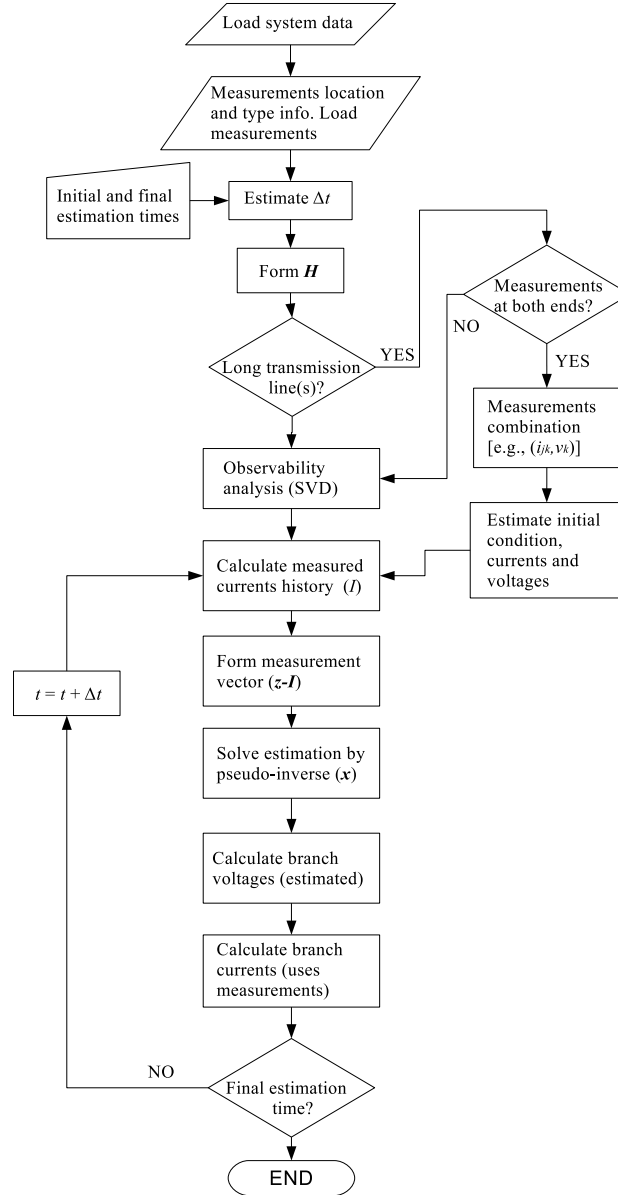 Load system data
Measurements location
and type info. Load
measurements
Initial and final
estimation times
Estimate Δt
Form H
Long transmission
line(s)?
YES
Measurements
at both ends?
NO
YES
Measurements
combination
[e.g., (ijk,vk)]
Estimate initial
condition,
currents and
voltages
Observability
analysis (SVD)
Calculate measured
currents history (I)
Form measurement
vector (z-I)
t = t + Δt
Solve estimation by
pseudo-inverse (x)
Calculate branch
voltages (estimated)
Calculate branch
currents (uses
measurements)
NO
Final estimation
time?
END